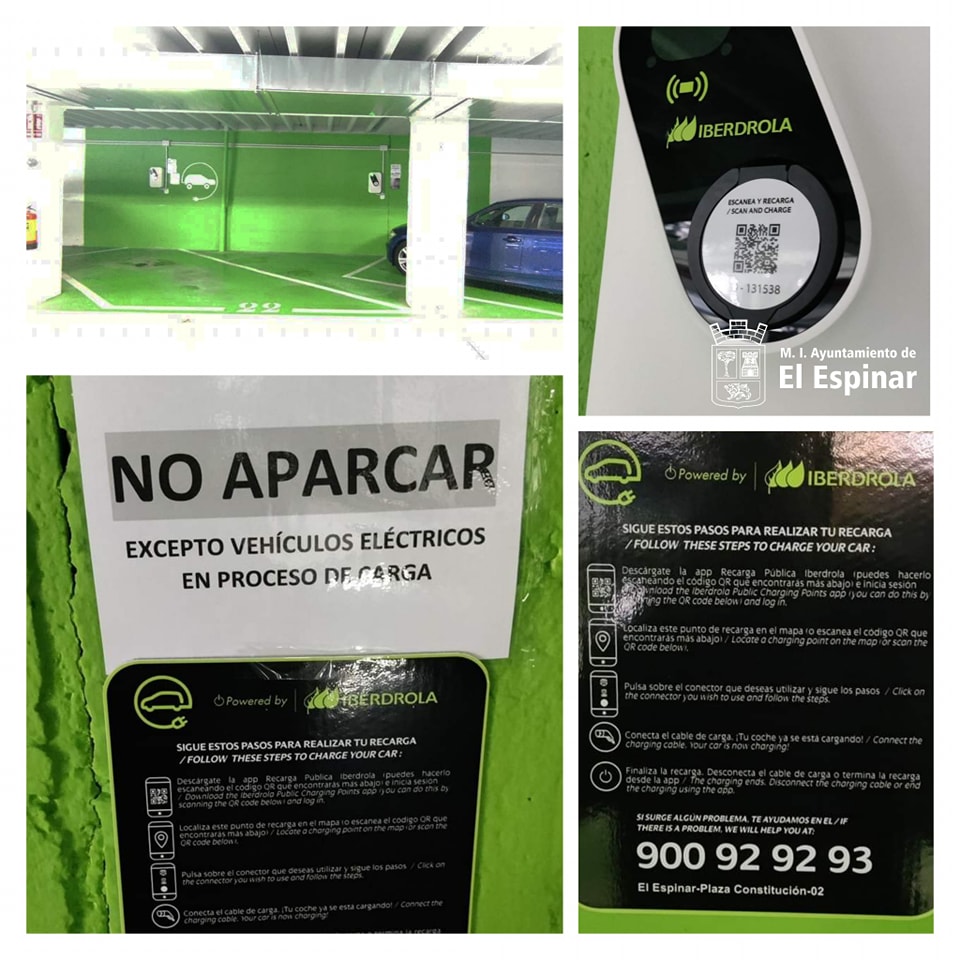 22
IBERDROLA
ESCANEA Y RECARGA
/ SCAN AND CHARGE
- 131538
M. I. Ayuntamiento de
El Espinar
NO APARCAR
EXCEPTO VEHÍCULOS ELÉCTRICOS
EN PROCESO DE CARGA
Powered by
IBERDROLA
SIGUE ESTOS PASOS PARA REALIZAR TU RECARGA
/ FOLLOW THESE STEPS TO CHARGE YOUR CAR :
Descárgate la app Recarga Pública Iberdrola (puedes hacerlo
escaneando el código QR que encontrarás más abajo) e inicia sesión
/ Download the Iberdrola Public Charging Points app (you can do this by
scanning the QR code below) and log in.
Localiza este punto de recarga en el mapa (o escanea el código QR que
encontrarás más abajo) / Locate a charging point on the map (or scan the
QR code below).
Pulsa sobre el conector que deseas utilizar y sigue los pasos / Click on
the connector you wish to use and follow the steps.
Conecta el cable de carga. ¡Tu coche ya se está cargando! / Connect the
charging cable. Your car is now charging!
Powered by
IBERDROLA
SIGUE ESTOS PASOS PARA REALIZAR TU RECARGA
/ FOLLOW THESE STEPS TO CHARGE YOUR CAR :
Descárgate la app Recarga Pública Iberdrola (puedes hacerlo
escaneando el código QR que encontrarás más abajo) e inicia sesión
/ Download the Iberdrola Public Charging Points app (you can do this by
scanning the QR code below) and log in.
Localiza este punto de recarga en el mapa (o escanea el código QR que
encontrarás más abajo) / Locate a charging point on the map (or scan the
QR code below).
Pulsa sobre el conector que deseas utilizar y sigue los pasos / Click on
the connector you wish to use and follow the steps.
Conecta el cable de carga. ¡Tu coche ya se está cargando! / Connect the
charging cable. Your car is now charging!
Finaliza la recarga. Desconecta el cable de carga o termina la recarga
desde la app / The charging ends. Disconnect the charging cable or end
the charging using the app.
SI SURGE ALGÚN PROBLEMA, TE AYUDAMOS EN EL / IF
THERE IS A PROBLEM, WE WILL HELP YOU AT:
900 92 92 93
El Espinar-Plaza Constitución-02